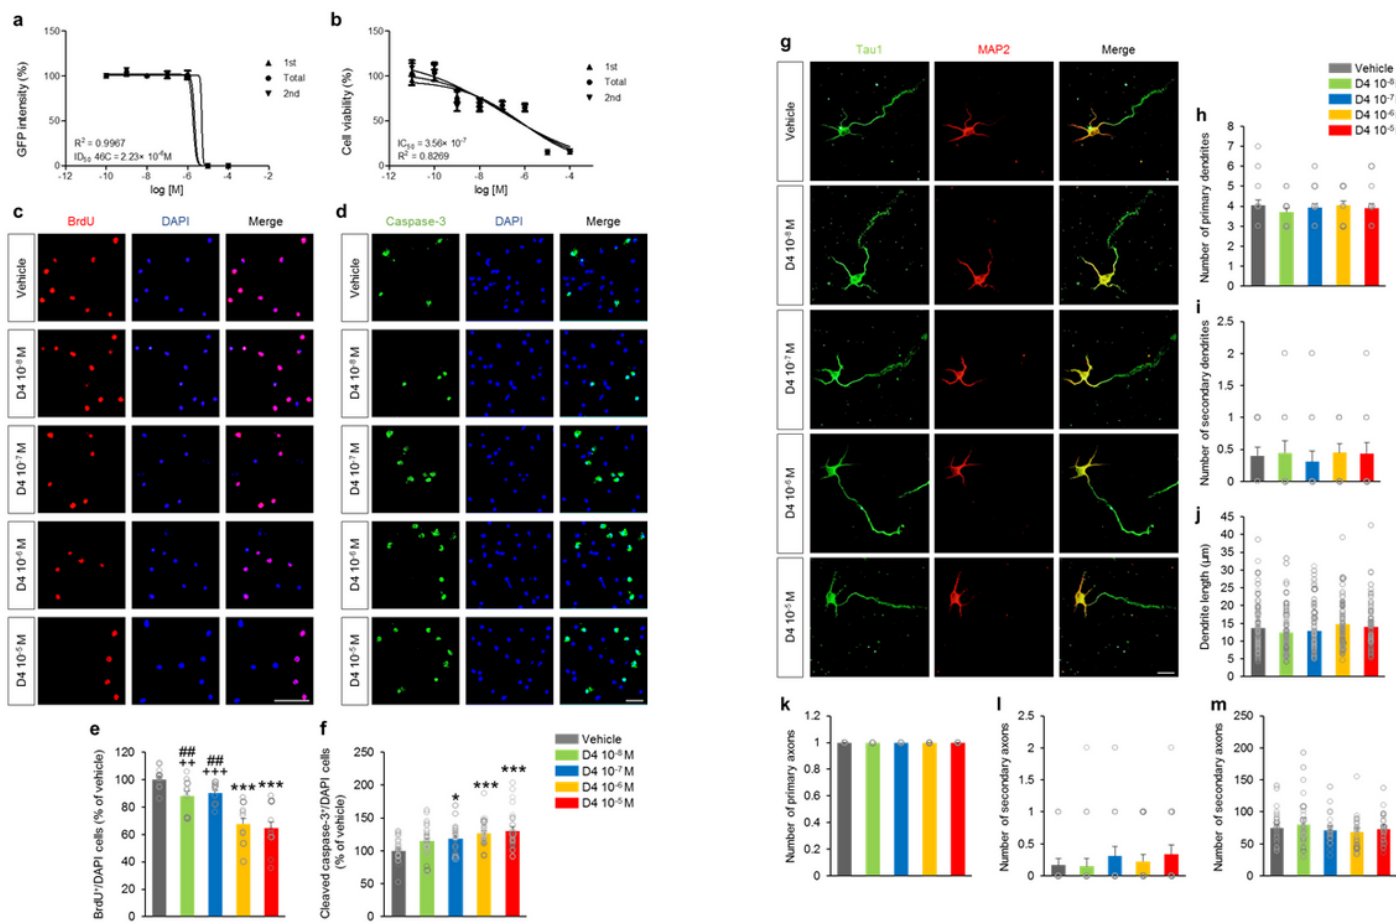 a
GFP intensity (%)
150
100
50
0
-12
-10
-8
-6
-4
-2
log [M]
1st
Total
2nd
R² = 0.9967
ID₅₀ 46C = 2.23× 10⁻⁶M
b
Cell viability (%)
150
100
50
0
-12
-10
-8
-6
-4
log [M]
1st
Total
2nd
IC₅₀ = 3.56× 10⁻⁷
R² = 0.8269
c
BrdU
DAPI
Merge
Vehicle
D4 10⁻⁸ M
D4 10⁻⁷ M
D4 10⁻⁶ M
D4 10⁻⁵ M
d
Caspase-3
DAPI
Merge
Vehicle
D4 10⁻⁸ M
D4 10⁻⁷ M
D4 10⁻⁶ M
D4 10⁻⁵ M
e
BrdU⁺/DAPI cells (% of vehicle)
120
100
80
60
40
20
0
##
++
##
+++
***
***
f
Cleaved caspase-3⁺/DAPI cells
(% of vehicle)
250
200
150
100
50
0
*
***
***
Vehicle
D4 10⁻⁸ M
D4 10⁻⁷ M
D4 10⁻⁶ M
D4 10⁻⁵ M
g
Tau1
MAP2
Merge
Vehicle
D4 10⁻⁸ M
D4 10⁻⁷ M
D4 10⁻⁶ M
D4 10⁻⁵ M
Vehicle
D4 10⁻⁸
D4 10⁻⁷
D4 10⁻⁶
D4 10⁻⁵
h
Number of primary dendrites
8
7
6
5
4
3
2
1
0
i
Number of secondary dendrites
2.5
2
1.5
1
0.5
0
j
Dendrite length (µm)
45
40
35
30
25
20
15
10
5
0
k
Number of primary axons
1.2
1
0.8
0.6
0.4
0.2
0
l
Number of secondary axons
2.5
2
1.5
1
0.5
0
m
Number of secondary axons
250
200
150
100
50
0